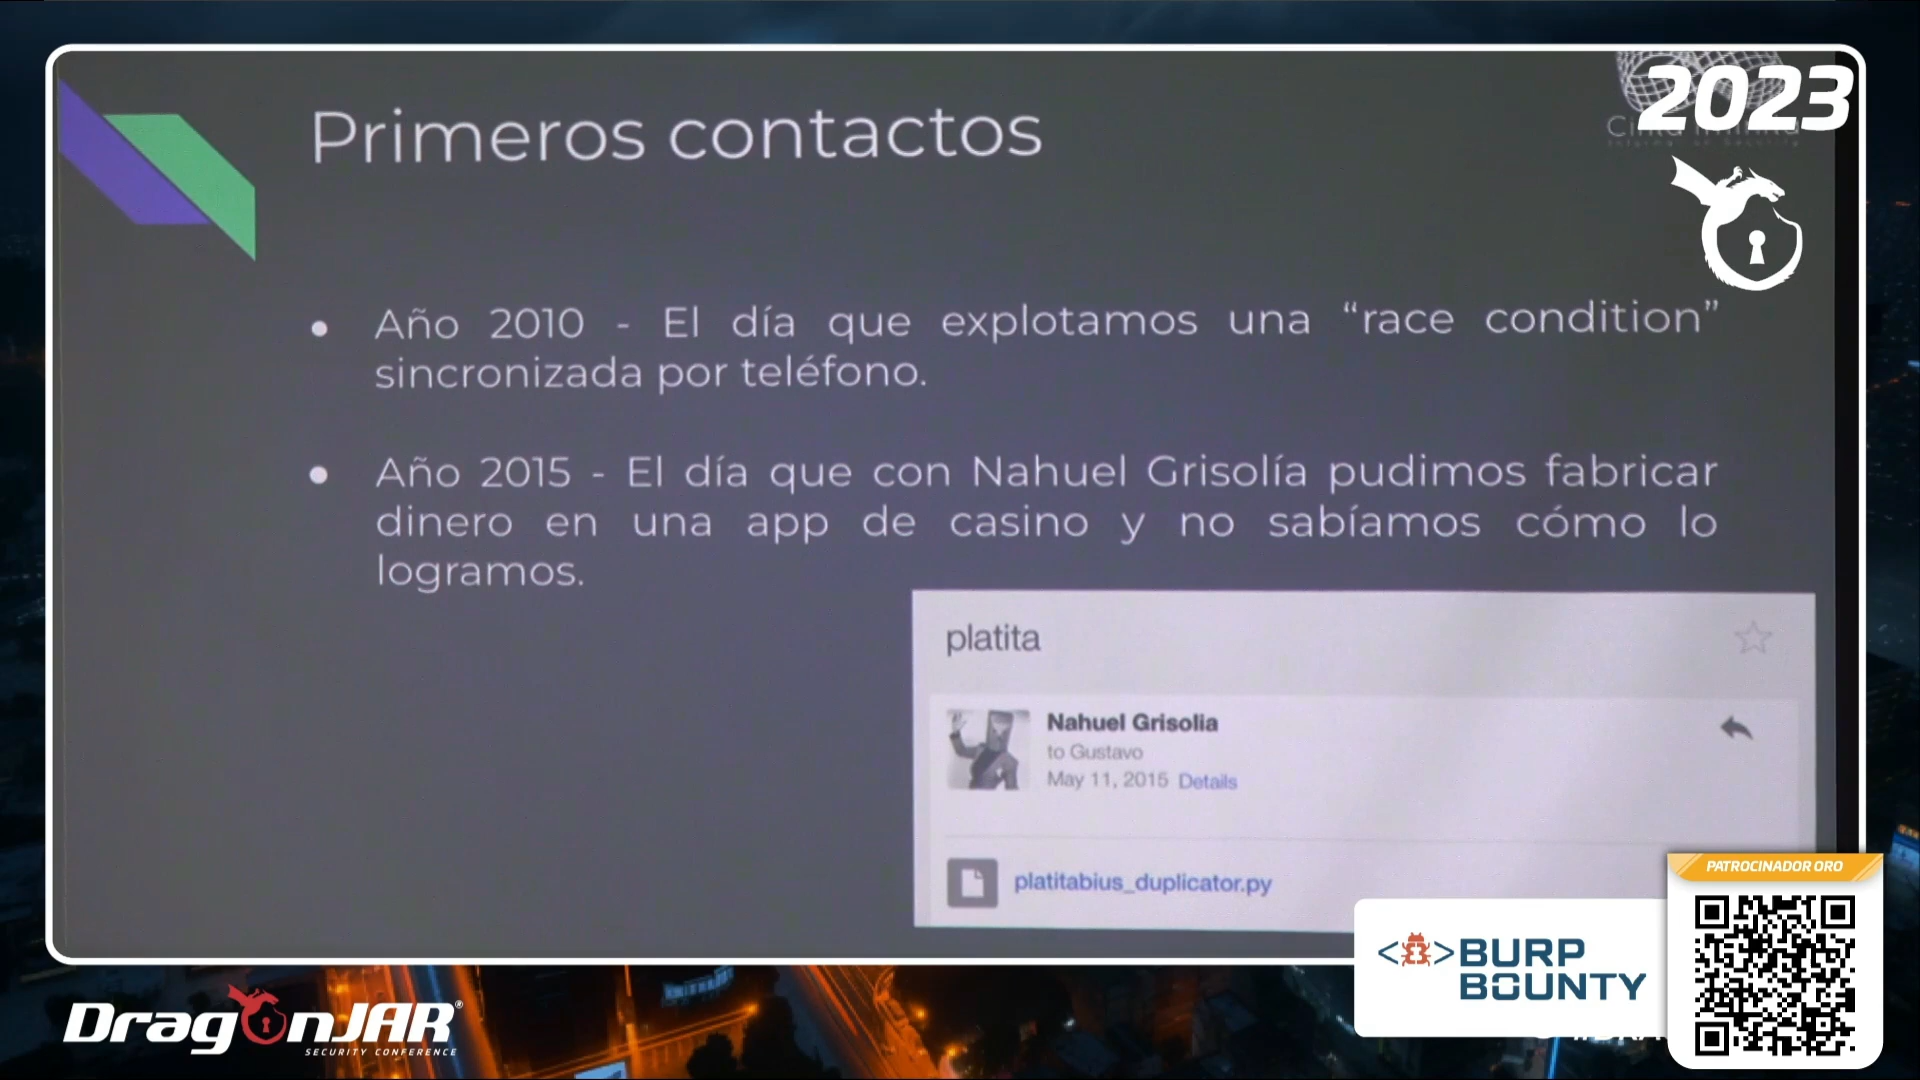 2023
Primeros contactos
● Año 2010 - El día que explotamos una “race condition”
sincronizada por teléfono.
● Año 2015 - El día que con Nahuel Grisolía pudimos fabricar
dinero en una app de casino y no sabíamos cómo lo
logramos.
platita
Nahuel Grisolia
to Gustavo
May 11, 2015 Details
platitabius_duplicator.py
PATROCINADOR ORO
<>BURP
BOUNTY
DragonJAR®
SECURITY CONFERENCE